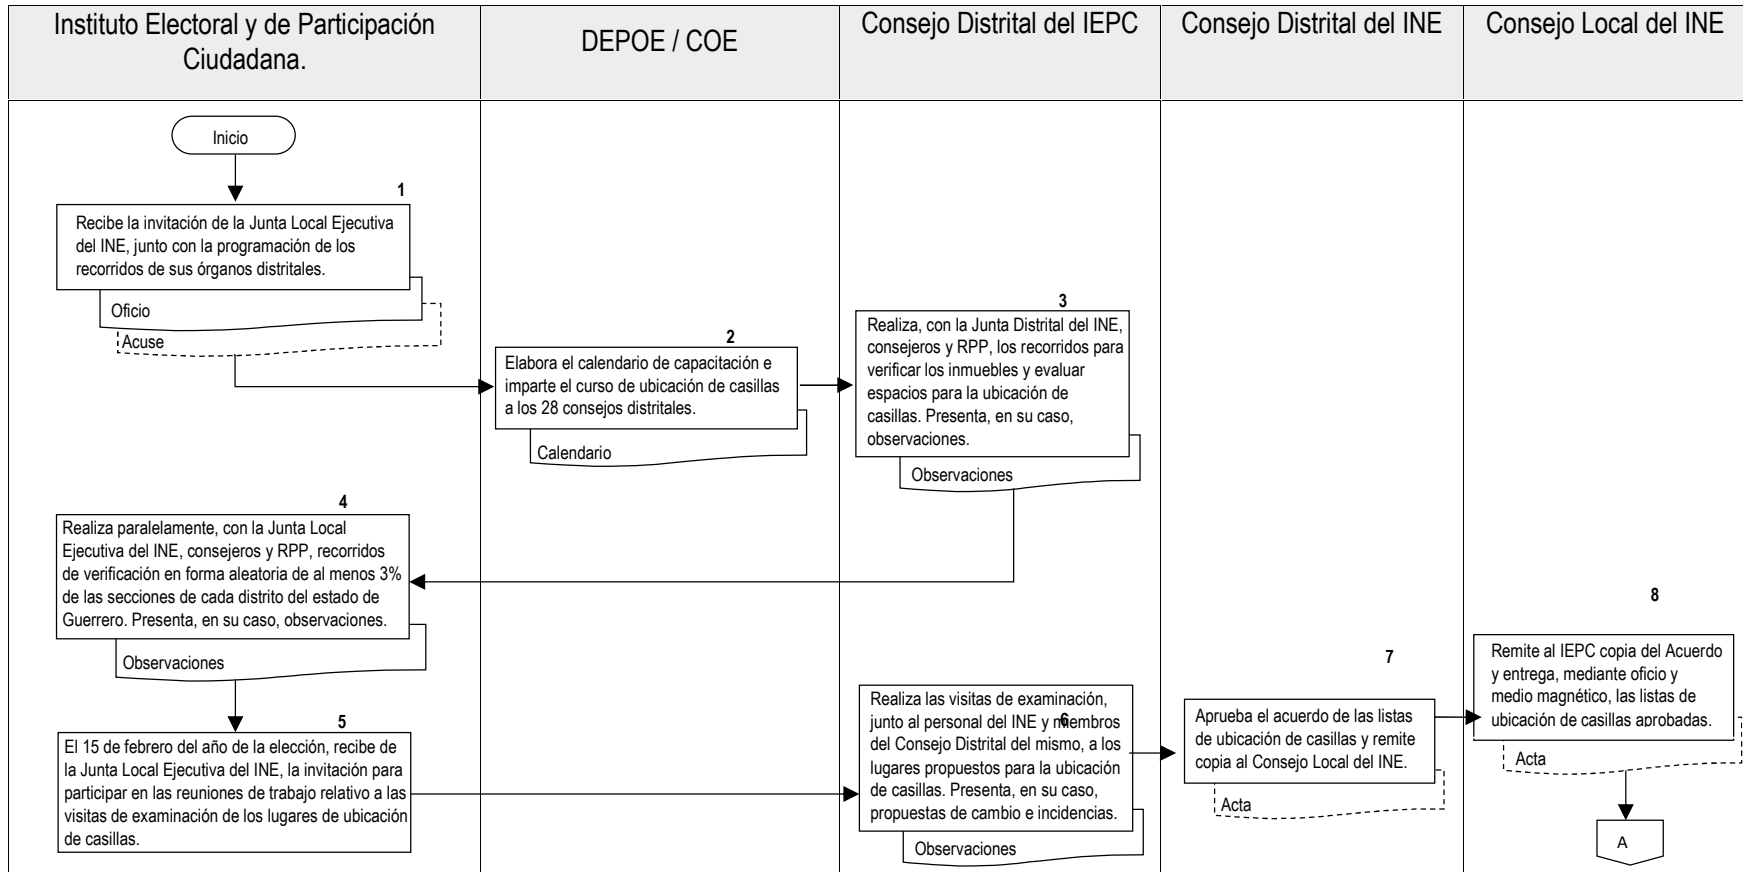 Instituto Electoral y de Participación
Ciudadana.
DEPOE / COE
Consejo Distrital del IEPC
Consejo Distrital del INE
Consejo Local del INE
Inicio
1
Recibe la invitación de la Junta Local Ejecutiva
del INE, junto con la programación de los
recorridos de sus órganos distritales.
Oficio
Acuse
2
Elabora el calendario de capacitación e
imparte el curso de ubicación de casillas
a los 28 consejos distritales.
Calendario
3
Realiza, con la Junta Distrital del INE,
consejeros y RPP, los recorridos para
verificar los inmuebles y evaluar
espacios para la ubicación de
casillas. Presenta, en su caso,
observaciones.
Observaciones
4
Realiza paralelamente, con la Junta Local
Ejecutiva del INE, consejeros y RPP, recorridos
de verificación en forma aleatoria de al menos 3%
de las secciones de cada distrito del estado de
Guerrero. Presenta, en su caso, observaciones.
Observaciones
5
El 15 de febrero del año de la elección, recibe de
la Junta Local Ejecutiva del INE, la invitación para
participar en las reuniones de trabajo relativo a las
visitas de examinación de los lugares de ubicación
de casillas.
6
Realiza las visitas de examinación,
junto al personal del INE y miembros
del Consejo Distrital del mismo, a los
lugares propuestos para la ubicación
de casillas. Presenta, en su caso,
propuestas de cambio e incidencias.
Observaciones
7
Aprueba el acuerdo de las listas
de ubicación de casillas y remite
copia al Consejo Local del INE.
Acta
8
Remite al IEPC copia del Acuerdo
y entrega, mediante oficio y
medio magnético, las listas de
ubicación de casillas aprobadas.
Acta
A